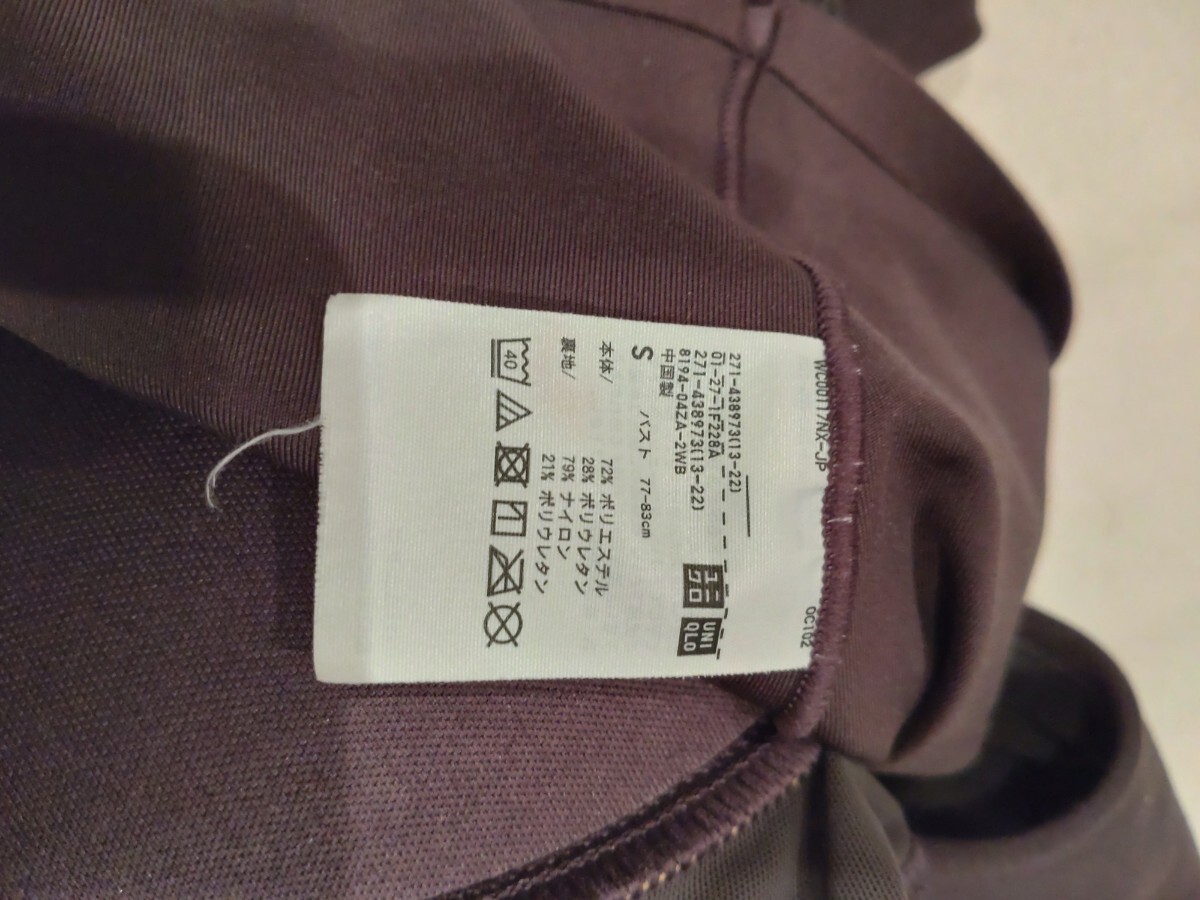 WC00117NX-JP
0C102
271-438973(13-22)
01-27-1F228A
271-438973(13-22)
8194-04ZA-2WB
中国製
ユニ
クロ
UNI
QLO
S バスト 77-83cm
本体/ 72% ポリエステル
28% ポリウレタン
裏地/ 79% ナイロン
21% ポリウレタン
40